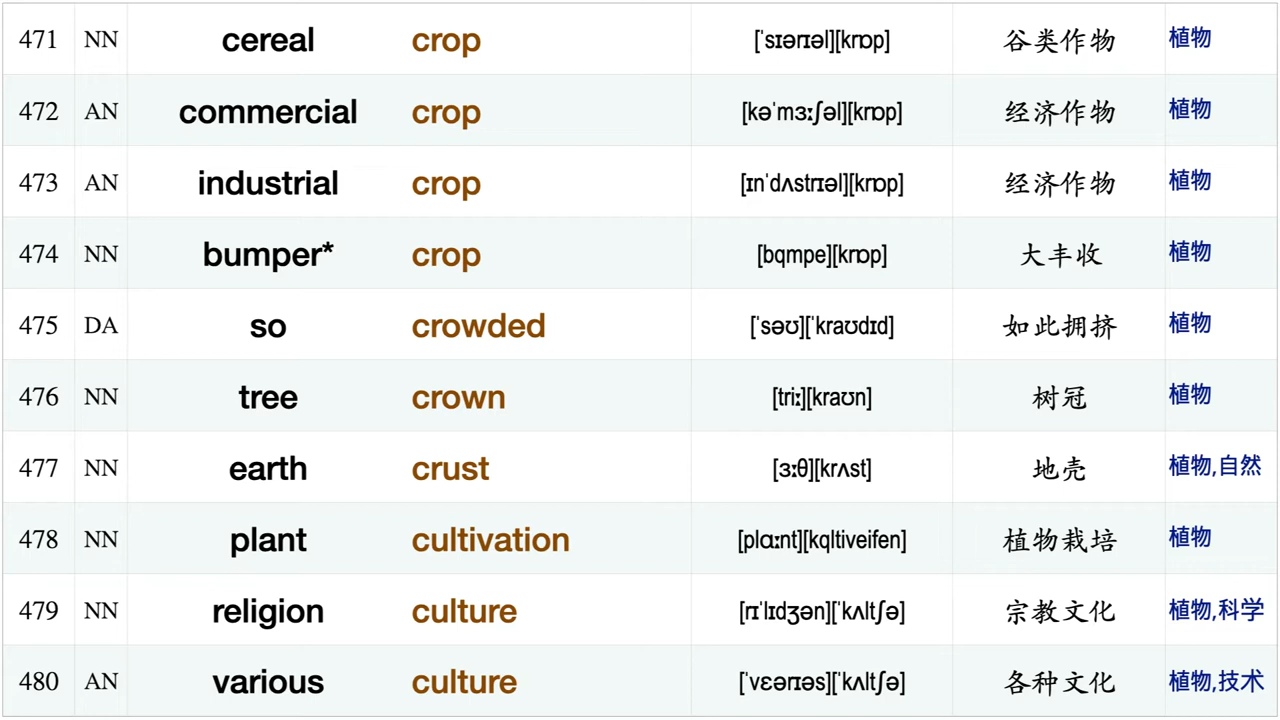 471 NN cereal crop [ˈsɪərɪəl][krɒp] 谷类作物 植物
472 AN commercial crop [kəˈmɜːʃəl][krɒp] 经济作物 植物
473 AN industrial crop [ɪnˈdʌstrɪəl][krɒp] 经济作物 植物
474 NN bumper* crop [bqmpe][krɒp] 大丰收 植物
475 DA so crowded [ˈsəʊ][ˈkraʊdɪd] 如此拥挤 植物
476 NN tree crown [triː][kraʊn] 树冠 植物
477 NN earth crust [ɜːθ][krʌst] 地壳 植物,自然
478 NN plant cultivation [plɑːnt][kqltiveifen] 植物栽培 植物
479 NN religion culture [rɪˈlɪdʒən][ˈkʌltʃə] 宗教文化 植物,科学
480 AN various culture [ˈvɛərɪəs][ˈkʌltʃə] 各种文化 植物,技术